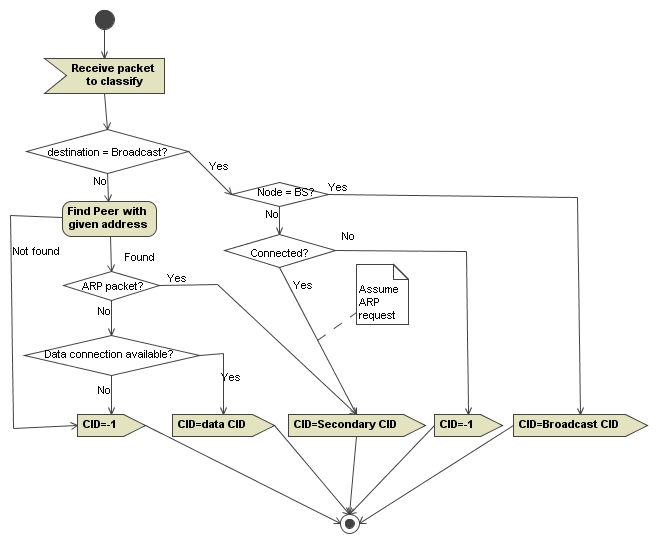 Receive packet
to classify
destination = Broadcast?
Yes
No
Node = BS?
Yes
No
Find Peer with
given address
Not found
Found
Connected?
No
Yes
ARP packet?
Yes
No
Assume
ARP
request
Data connection available?
Yes
No
CID=-1
CID=data CID
CID=Secondary CID
CID=-1
CID=Broadcast CID